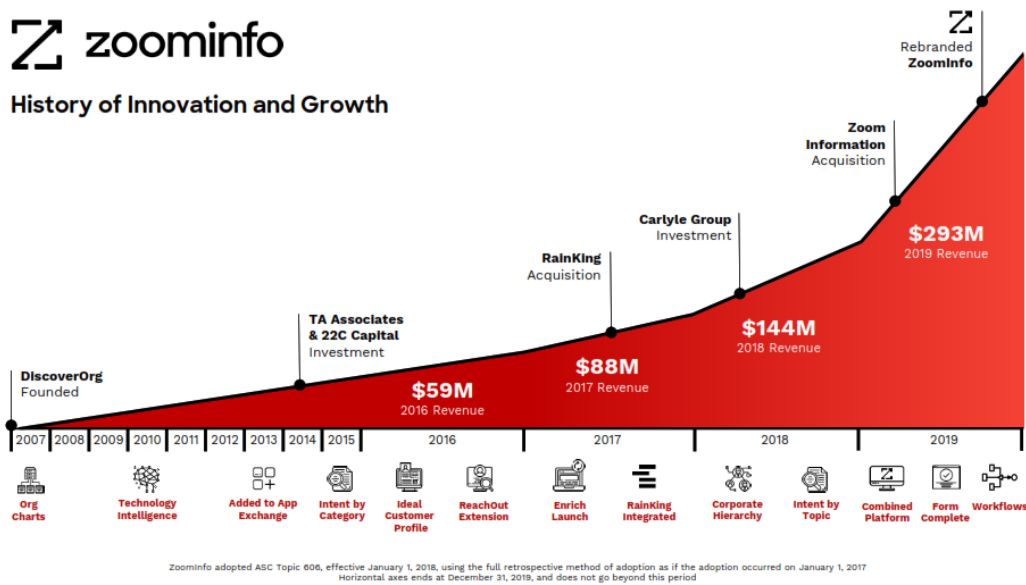 zoominfo
History of Innovation and Growth
DiscoverOrg
Founded
TA Associates
& 22C Capital
Investment
RainKing
Acquisition
Carlyle Group
Investment
Zoom
Information
Acquisition
Rebranded
ZoomInfo
$59M
2016 Revenue
$88M
2017 Revenue
$144M
2018 Revenue
$293M
2019 Revenue
2007 2008 2009 2010 2011 2012 2013 2014 2015 2016 2017 2018 2019
Org
Charts
Technology
Intelligence
Added to App
Exchange
Intent by
Category
Ideal
Customer
Profile
ReachOut
Extension
Enrich
Launch
RainKing
Integrated
Corporate
Hierarchy
Intent by
Topic
Combined
Platform
Form
Complete
Workflows
ZoomInfo adopted ASC Topic 606, effective January 1, 2018, using the full retrospective method of adoption as if the adoption occurred on January 1, 2017
Horizontal axes ends at December 31, 2019, and does not go beyond this period